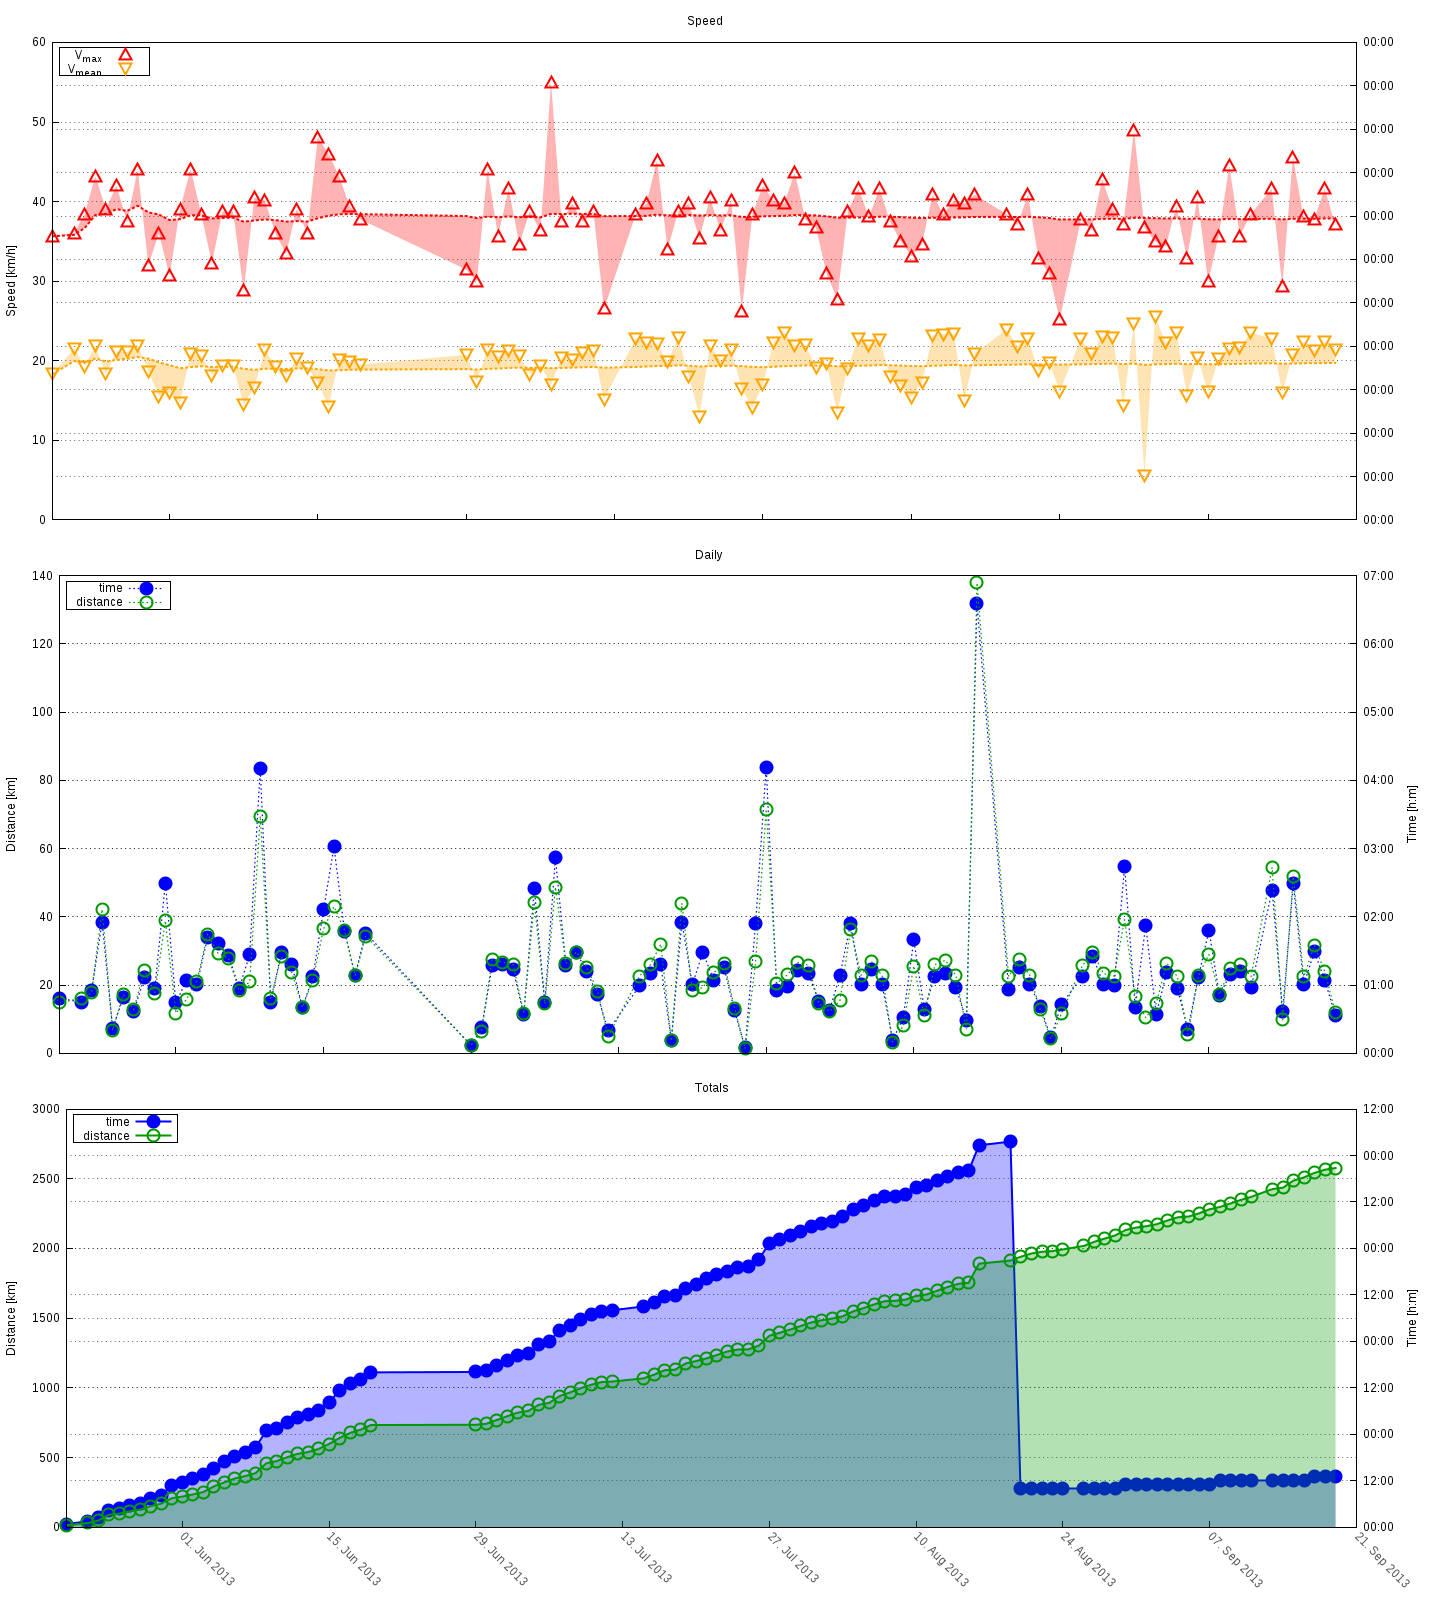 Speed
60
50
40
30
20
10
0
Speed [km/h]
Vmax
Vmean
00:00
00:00
00:00
00:00
00:00
00:00
00:00
00:00
00:00
00:00
00:00
00:00
Daily
140
120
100
80
60
40
20
0
Distance [km]
time
distance
07:00
06:00
05:00
04:00
03:00
02:00
01:00
00:00
Time [h:m]
Totals
3000
2500
2000
1500
1000
500
0
Distance [km]
time
distance
12:00
00:00
12:00
00:00
12:00
00:00
12:00
00:00
12:00
00:00
Time [h:m]
01. Jun 2013
15. Jun 2013
29. Jun 2013
13. Jul 2013
27. Jul 2013
10. Aug 2013
24. Aug 2013
07. Sep 2013
21. Sep 2013